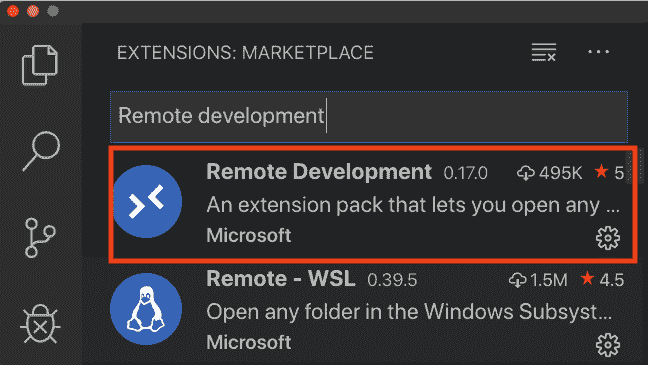 EXTENSIONS: MARKETPLACE
Remote development
Remote Development 0.17.0 495K 5
An extension pack that lets you open any ...
Microsoft
Remote - WSL 0.39.5 1.5M 4.5
Open any folder in the Windows Subsyst...
Microsoft